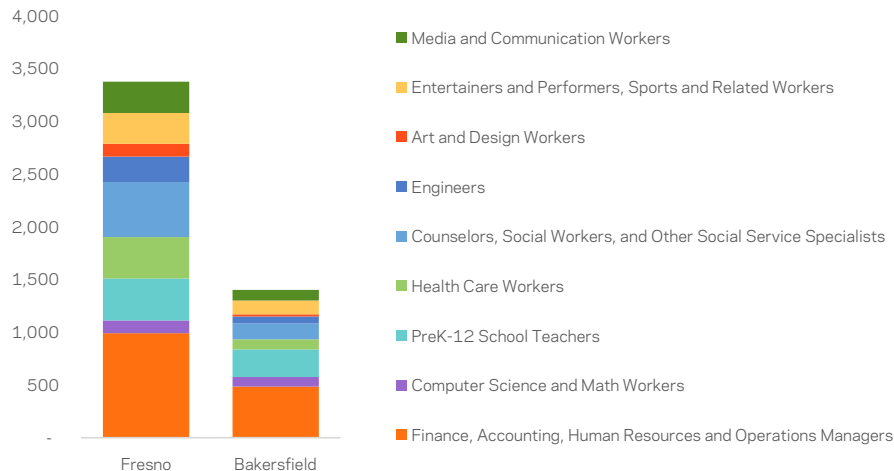 4,000
3,500
3,000
2,500
2,000
1,500
1,000
500
-
Fresno
Bakersfield
Media and Communication Workers
Entertainers and Performers, Sports and Related Workers
Art and Design Workers
Engineers
Counselors, Social Workers, and Other Social Service Specialists
Health Care Workers
PreK-12 School Teachers
Computer Science and Math Workers
Finance, Accounting, Human Resources and Operations Managers